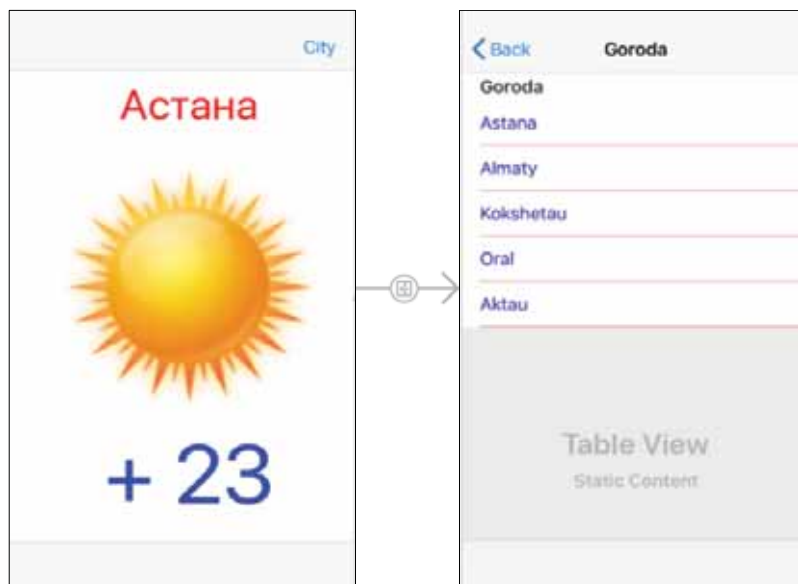 City
Астана
+ 23
Back
Goroda
Goroda
Astana
Almaty
Kokshetau
Oral
Aktau
Table View
Static Content